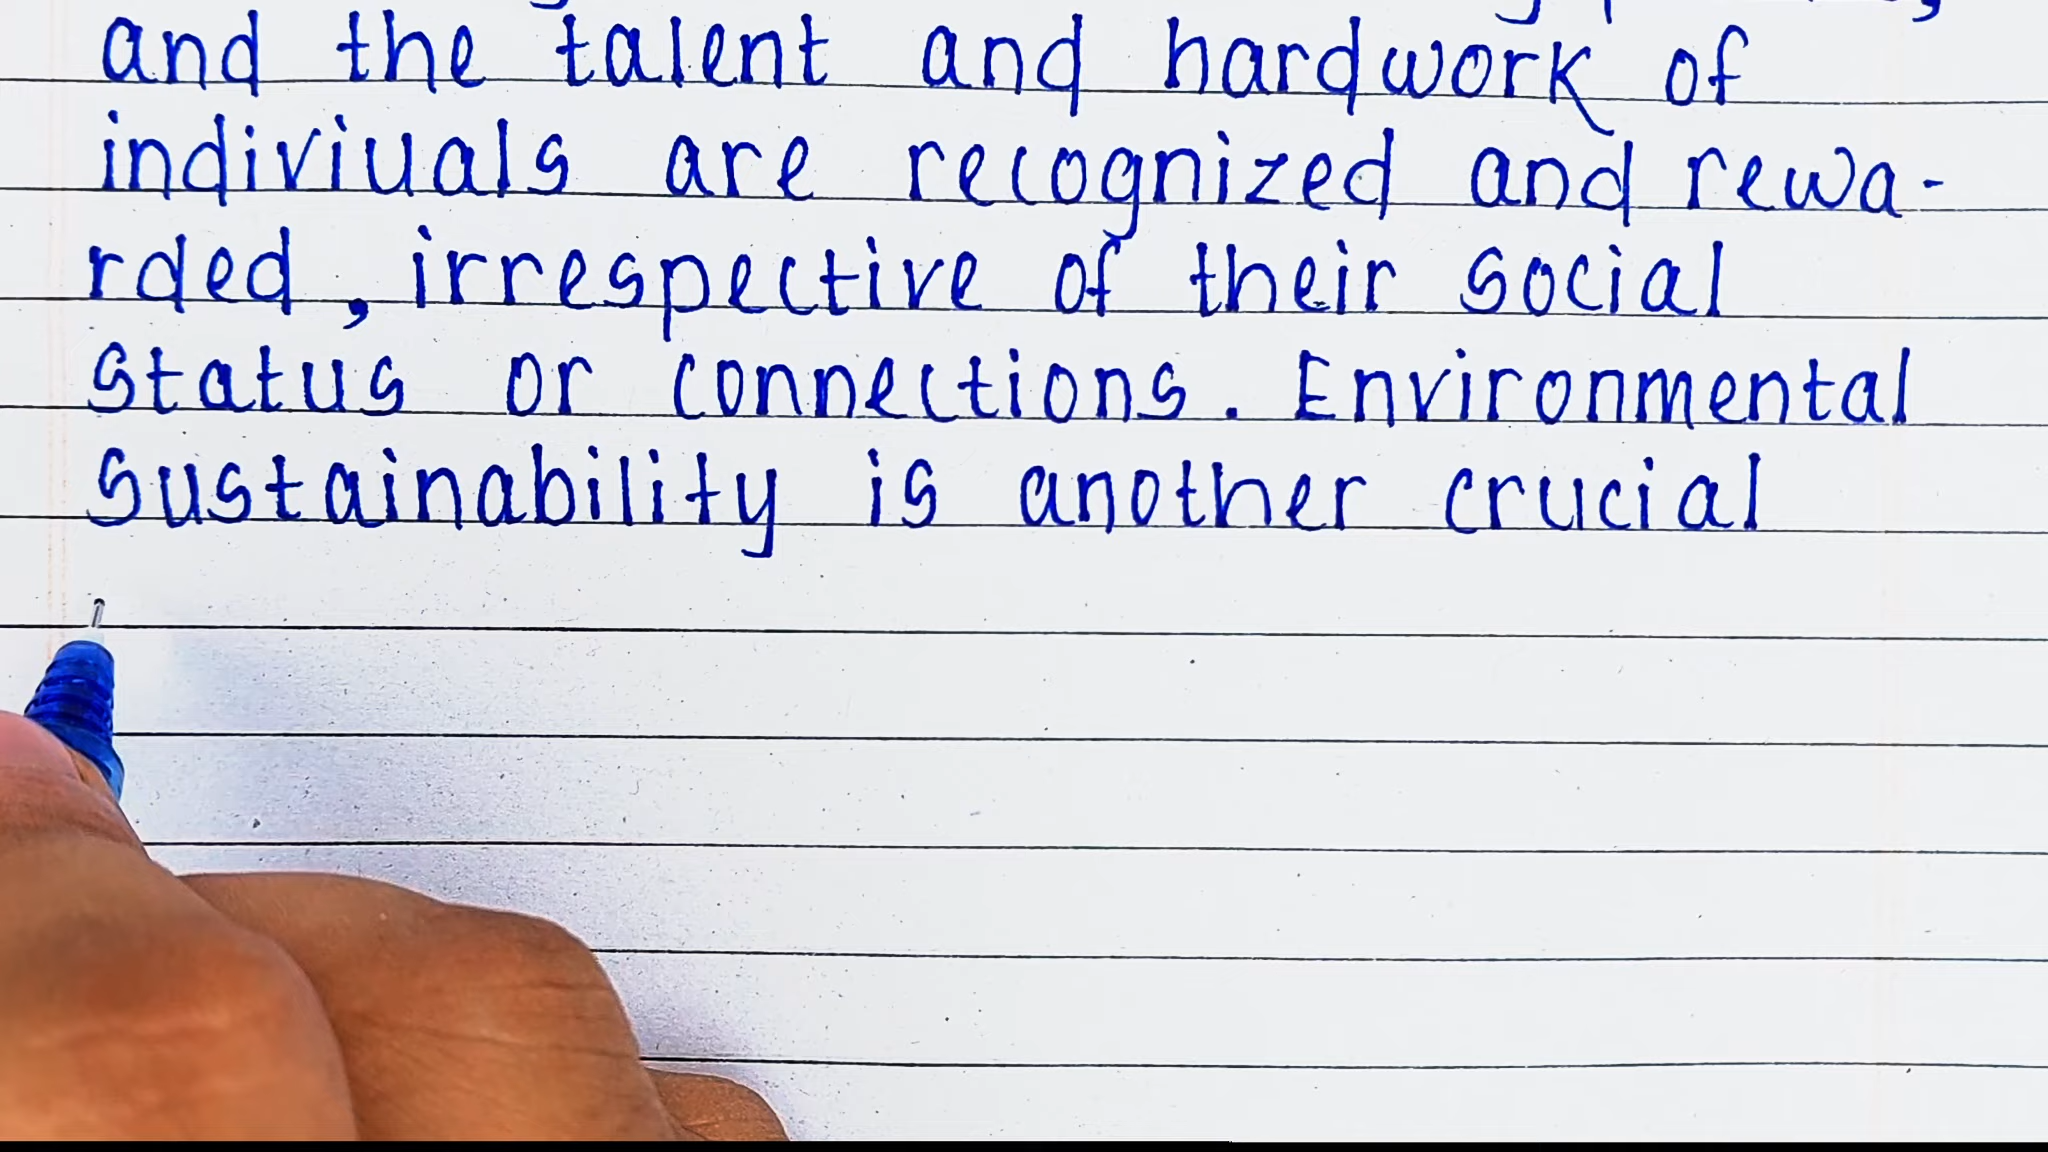 and the talent and hardwork of
indiviuals are recognized and rewa-
rded, irrespective of their social
status or connections. Environmental
sustainability is another crucial